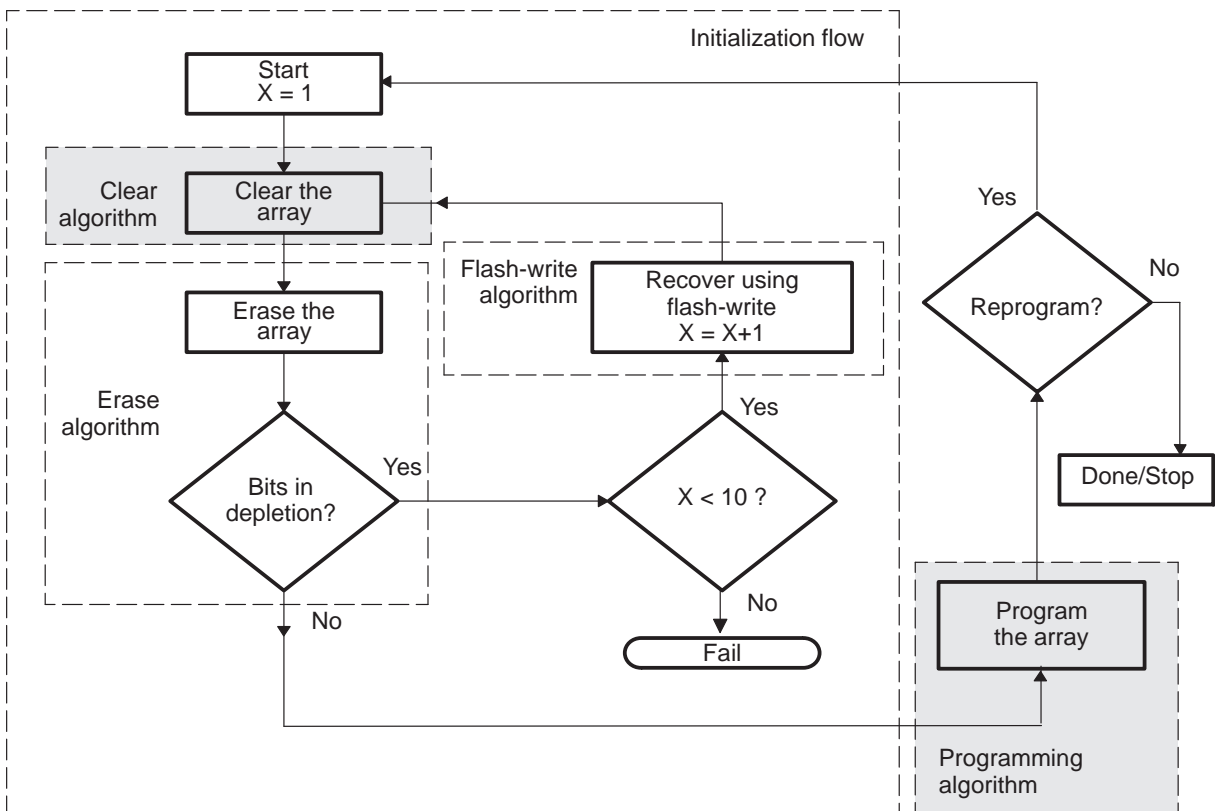 Initialization flow
Start
X = 1
Clear
algorithm
Clear the
array
Flash-write
algorithm
Recover using
flash-write
X = X+1
Erase the
array
Erase
algorithm
Bits in
depletion?
Yes
No
X < 10 ?
Yes
No
Fail
Yes
Reprogram?
No
Done/Stop
Program
the array
Programming
algorithm